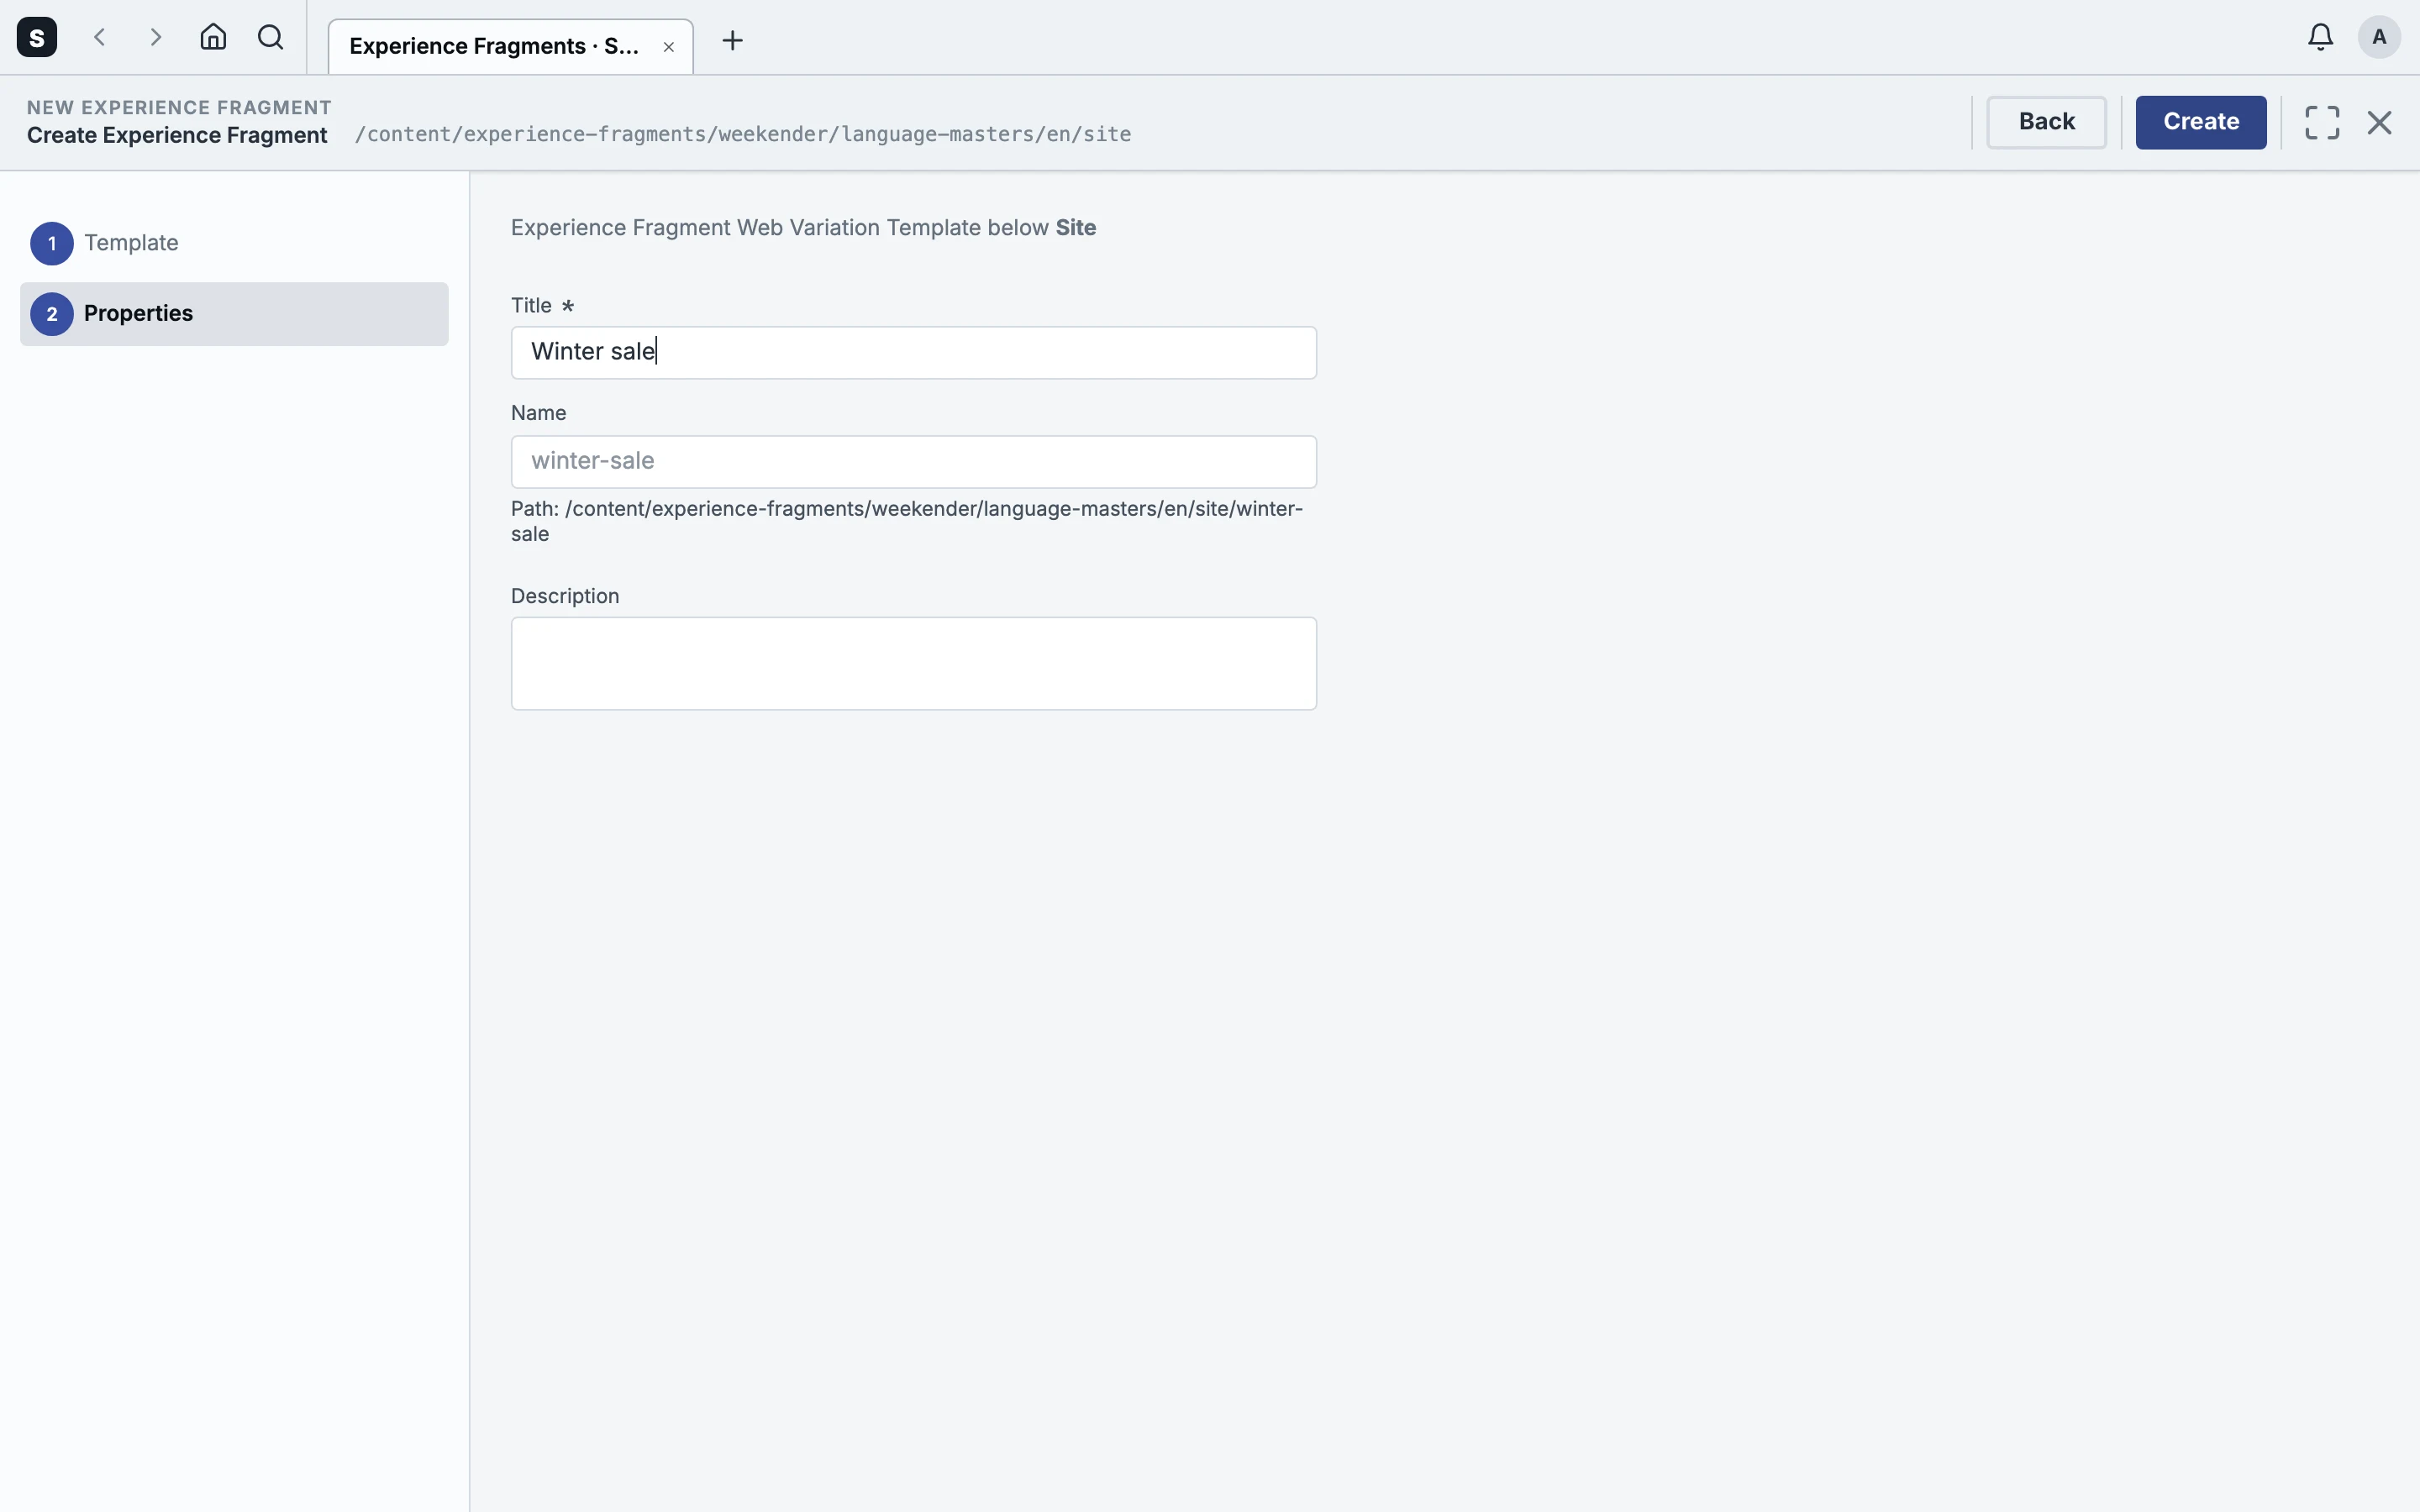 S
Experience Fragments · S...
A
NEW EXPERIENCE FRAGMENT
Create Experience Fragment /content/experience-fragments/weekender/language-masters/en/site
Back
Create
1 Template
2 Properties
Experience Fragment Web Variation Template below Site
Title *
Winter sale
Name
winter-sale
Path: /content/experience-fragments/weekender/language-masters/en/site/winter-
sale
Description